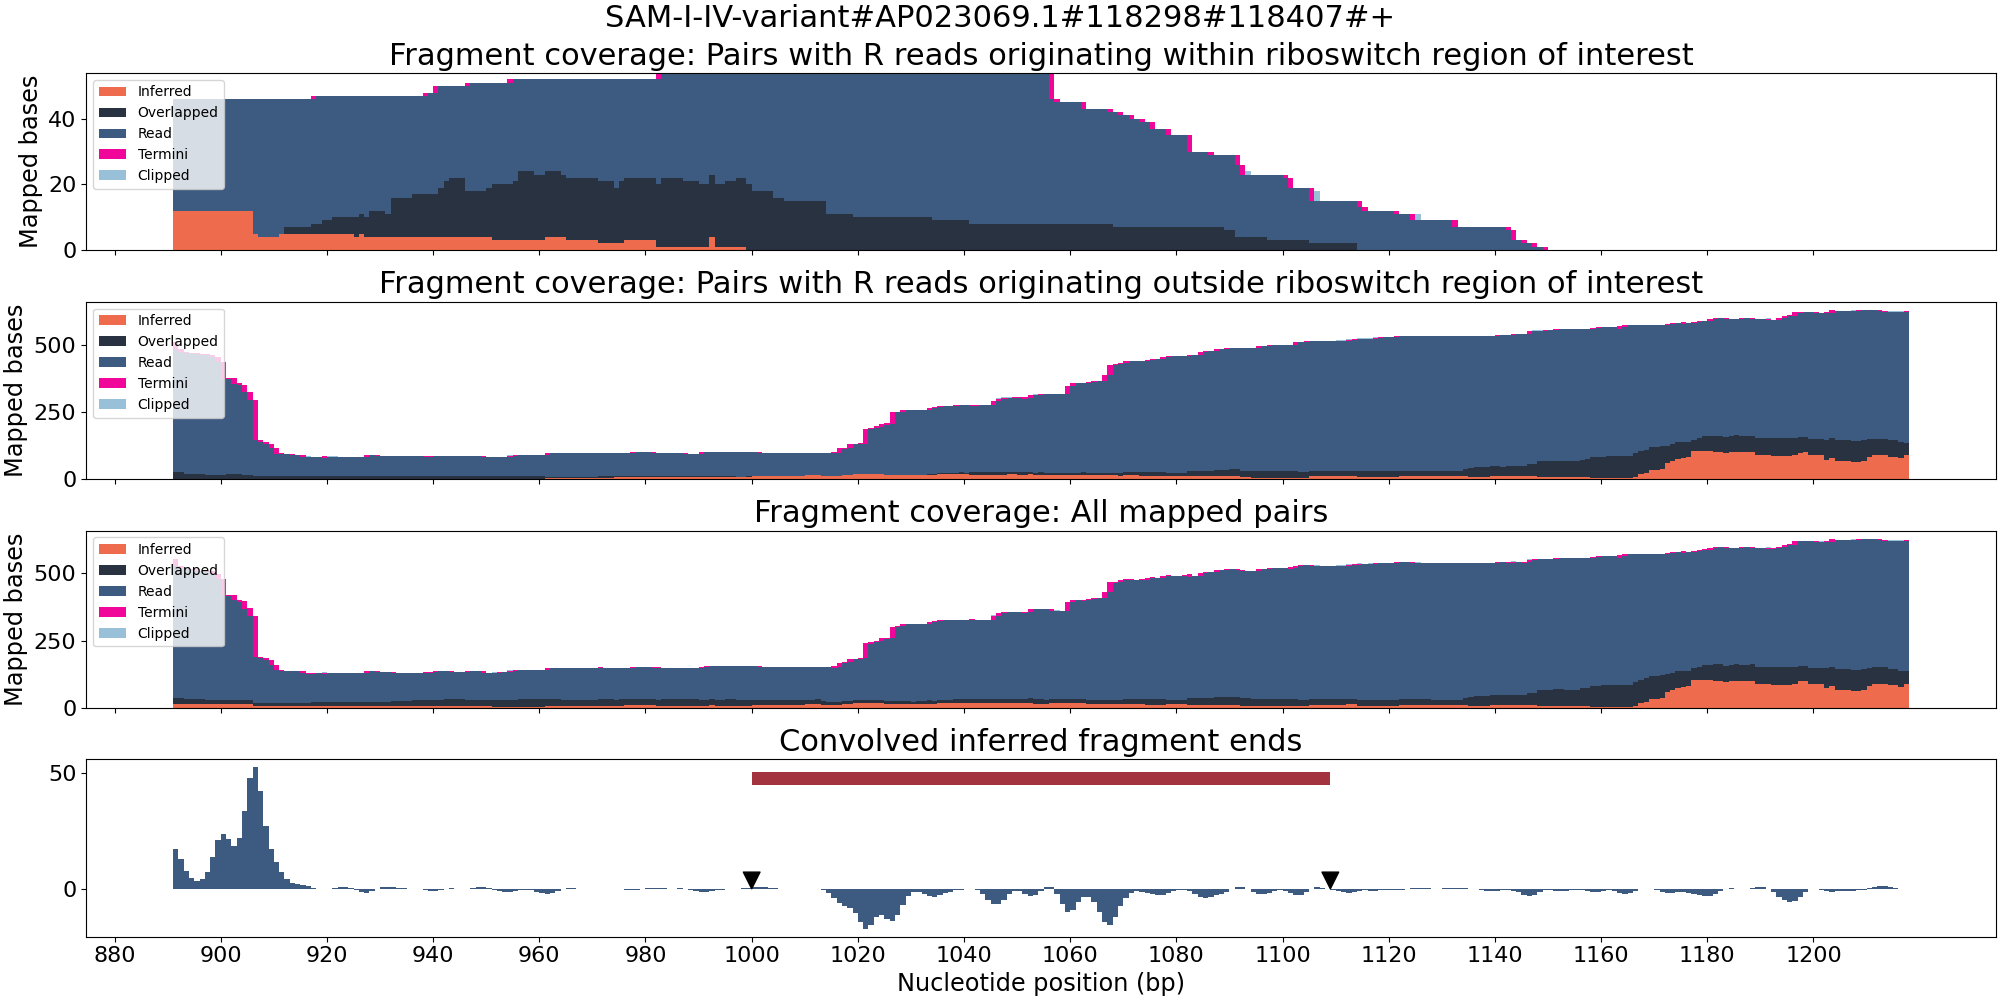 SAM-I-IV-variant#AP023069.1#118298#118407#+
Fragment coverage: Pairs with R reads originating within riboswitch region of interest
Mapped bases
40
20
0
Inferred
Overlapped
Read
Termini
Clipped
Fragment coverage: Pairs with R reads originating outside riboswitch region of interest
Mapped bases
500
250
0
Inferred
Overlapped
Read
Termini
Clipped
Fragment coverage: All mapped pairs
Mapped bases
500
250
0
Inferred
Overlapped
Read
Termini
Clipped
Convolved inferred fragment ends
50
0
880 900 920 940 960 980 1000 1020 1040 1060 1080 1100 1120 1140 1160 1180 1200
Nucleotide position (bp)